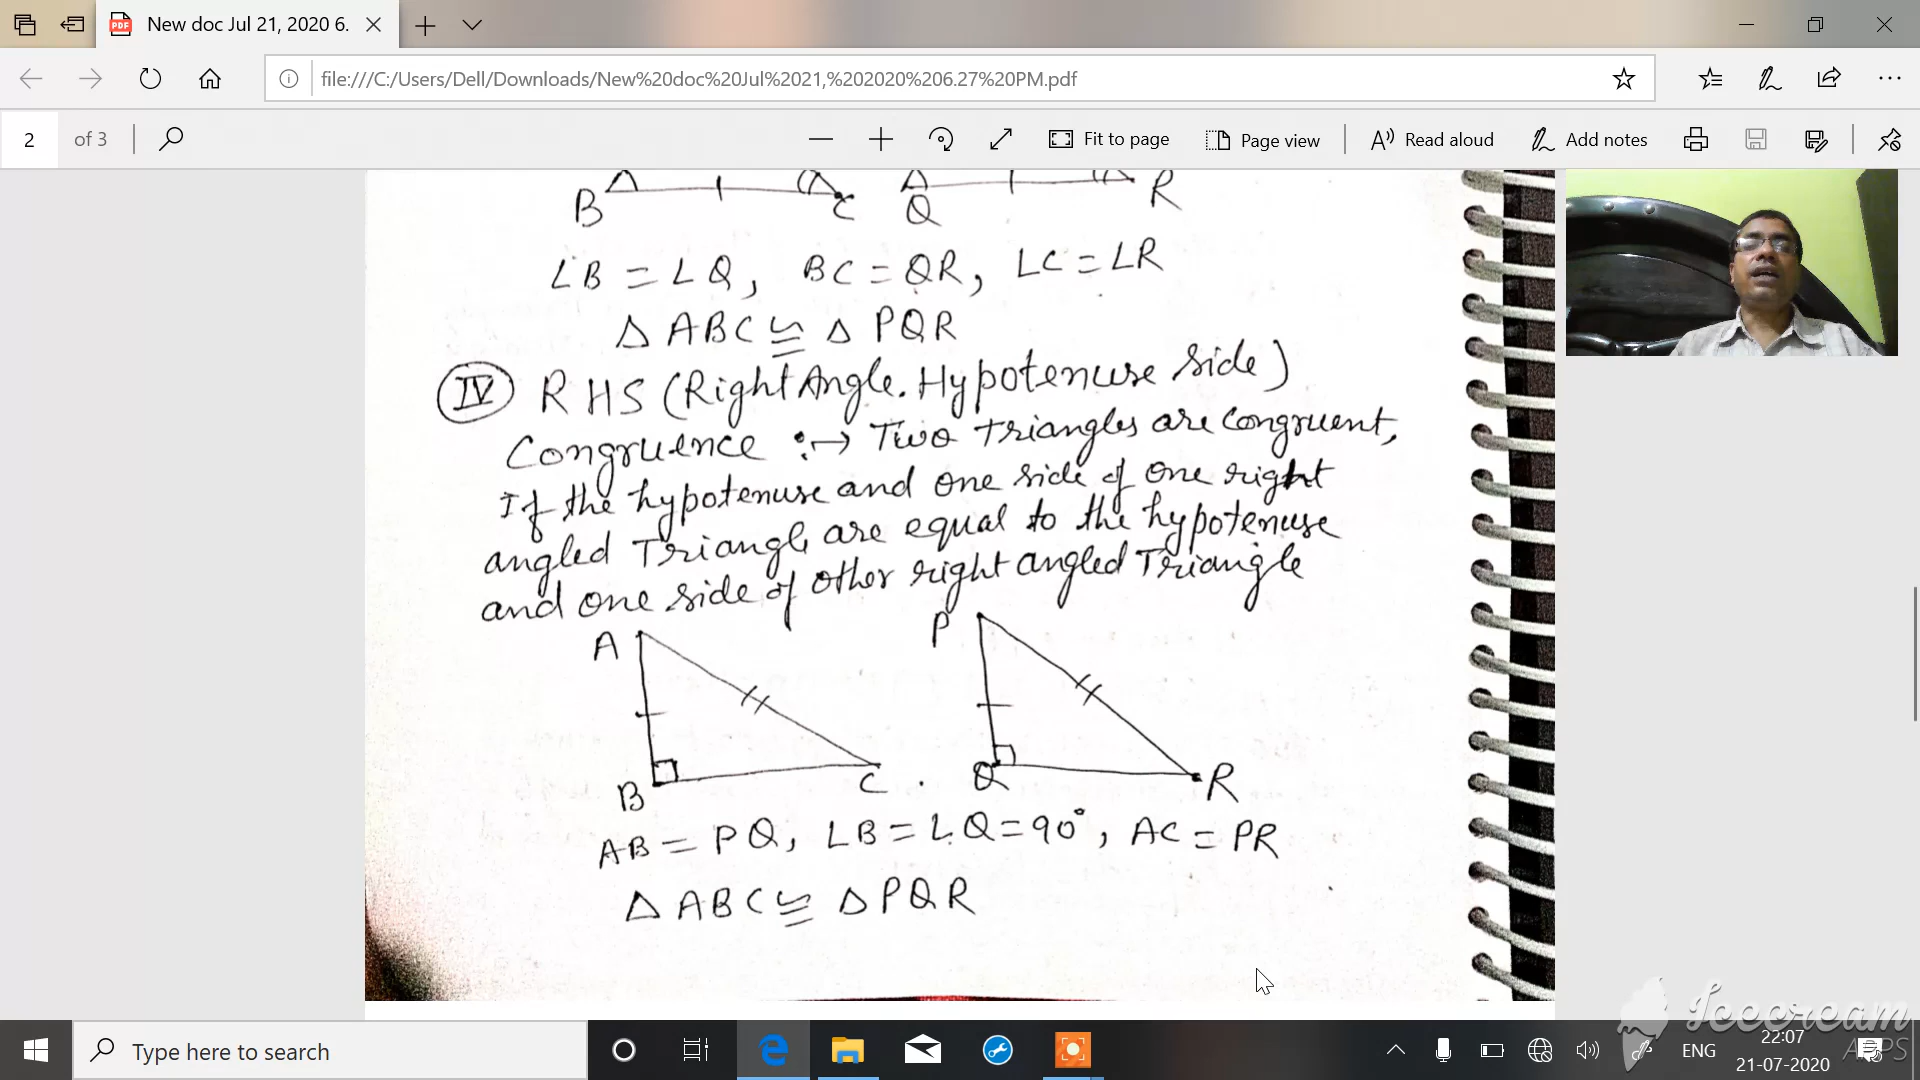 New doc Jul 21, 2020 6.
file:///C:/Users/Dell/Downloads/New%20doc%20Jul%2021,%202020%206.27%20PM.pdf
2 of 3
Fit to page
Page view
Read aloud
Add notes
B C Q R
∠B = ∠Q, BC = QR, ∠C = ∠R
Δ ABC ≅ Δ PQR
IV RHS (Right Angle. Hypotenuse Side)
Congruence :→ Two Triangles are congruent,
If the hypotenuse and one side of one right
angled Triangle are equal to the hypotenuse
and one side of other right angled Triangle
A P
B C Q R
AB = PQ, ∠B = ∠Q = 90°, AC = PR
Δ ABC ≅ Δ PQR
Icecream
APPS
Type here to search
ENG
22:07
21-07-2020